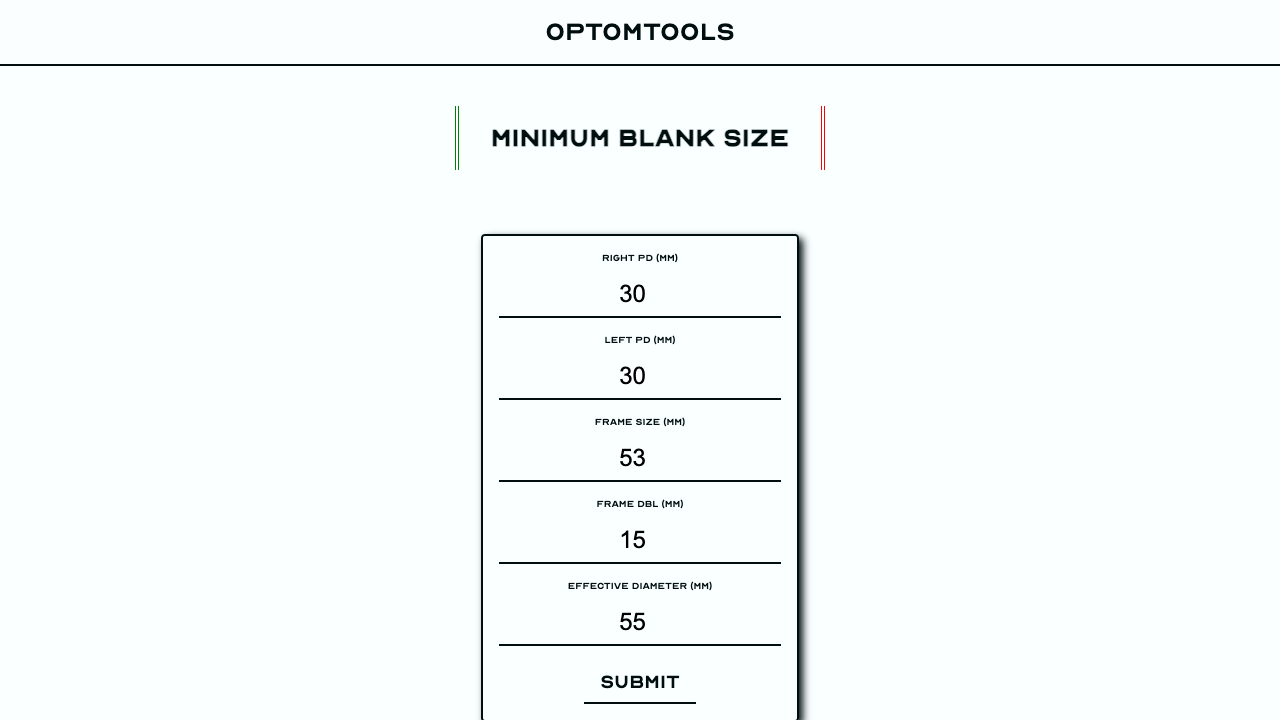 OPTOMTOOLS
MINIMUM BLANK SIZE
RIGHT PD (MM)
30
LEFT PD (MM)
30
FRAME SIZE (MM)
53
FRAME DBL (MM)
15
EFFECTIVE DIAMETER (MM)
55
SUBMIT